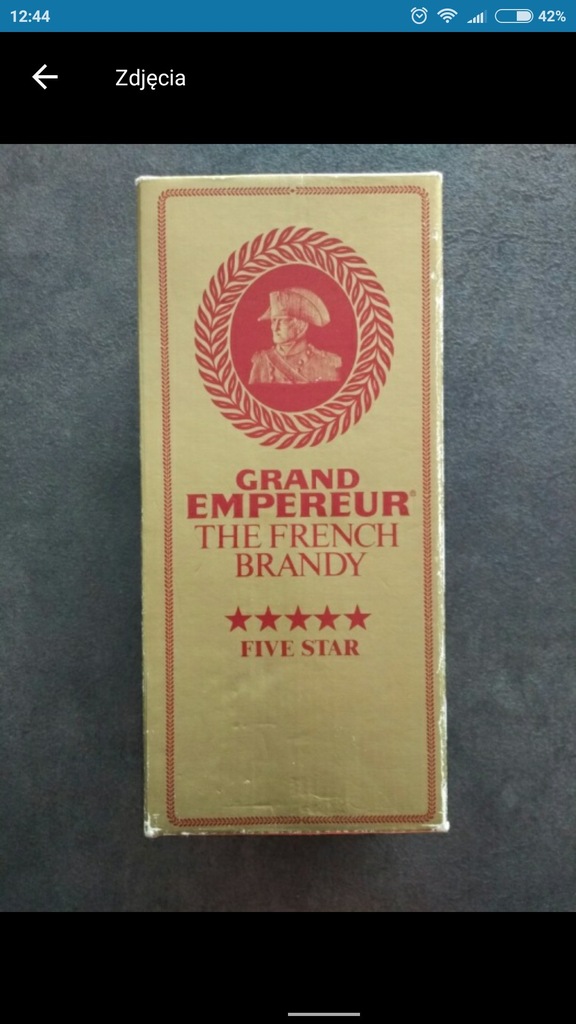 12:44
42%
Zdjęcia
GRAND
EMPEREUR®
THE FRENCH
BRANDY
★★★★★
FIVE STAR